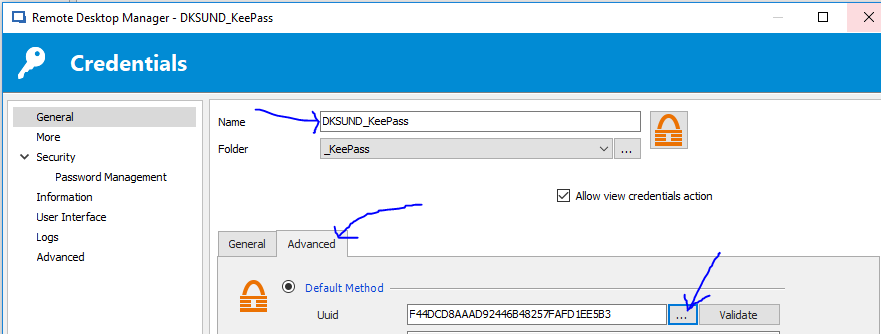 Remote Desktop Manager - DKSUND_KeePass
Credentials
General
More
Security
Password Management
Information
User Interface
Logs
Advanced
Name DKSUND_KeePass
Folder _KeePass ...
Allow view credentials action
General Advanced
Default Method
Uuid F44DCD8AAAD92446B48257FAFD1EE5B3 ... Validate